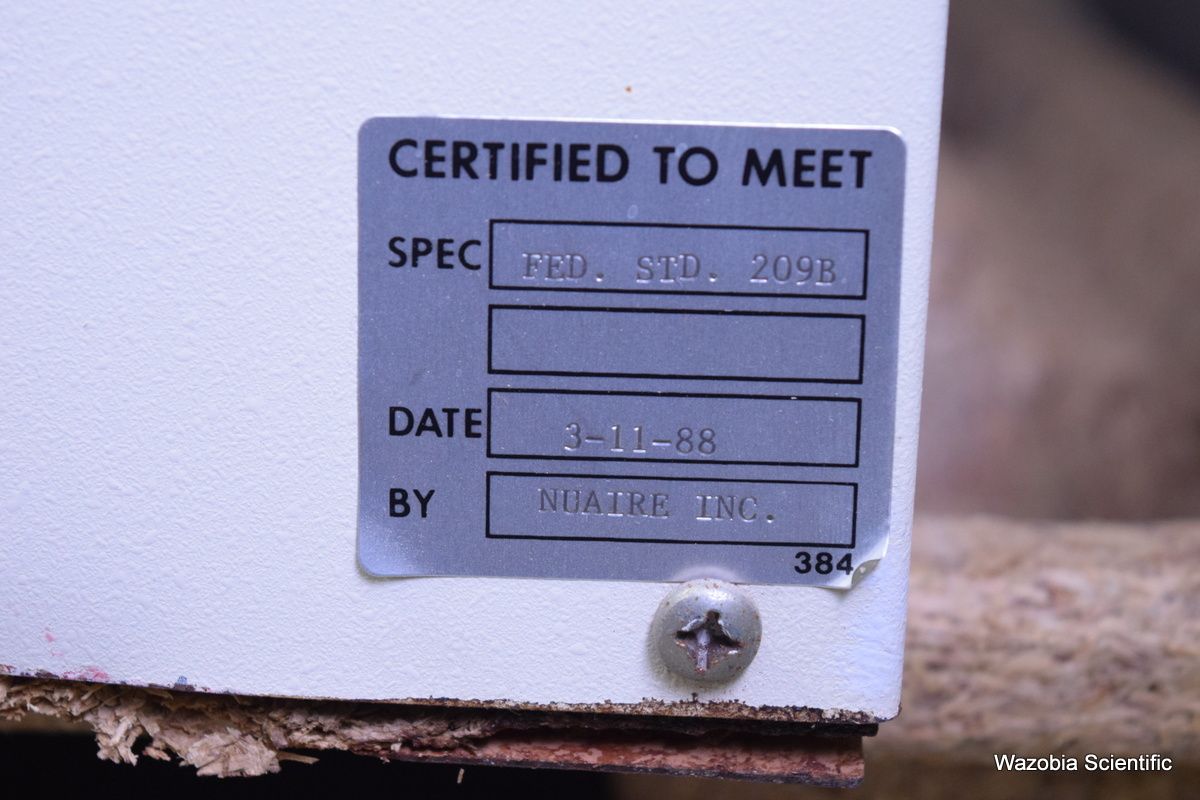 CERTIFIED TO MEET
SPEC FED. STD. 209B
DATE 3-11-88
BY NUAIRE INC.
384
Wazobia Scientific